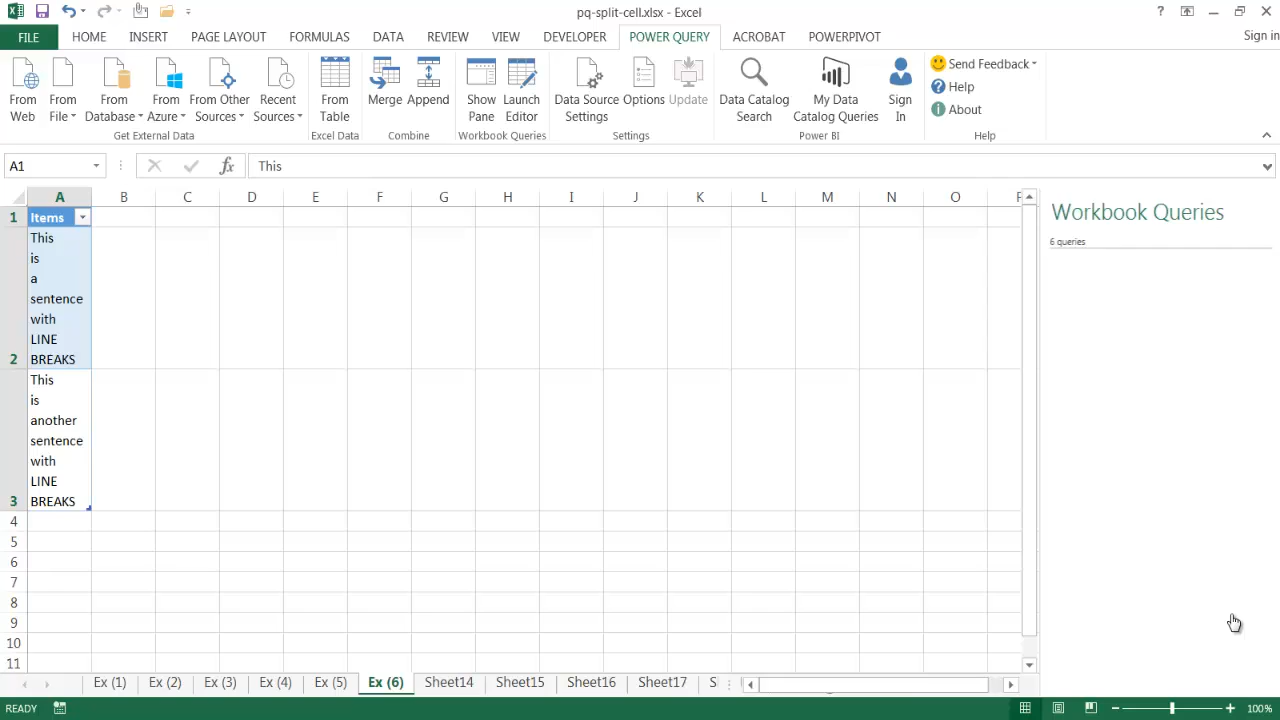 pq-split-cell.xlsx - Excel
?
FILE HOME INSERT PAGE LAYOUT FORMULAS DATA REVIEW VIEW DEVELOPER POWER QUERY ACROBAT POWERPIVOT Sign in
From Web
From File
From Database
From Azure
From Other Sources
Recent Sources
From Table
Merge
Append
Show Pane
Launch Editor
Data Source Settings
Options
Update
Data Catalog Search
My Data Catalog Queries
Sign In
Send Feedback
Help
About
Get External Data
Excel Data
Combine
Workbook Queries
Settings
Power BI
Help
A1 fx This
A B C D E F G H I J K L M N O
1 Items
This
is
a
sentence
with
LINE
2 BREAKS
This
is
another
sentence
with
LINE
3 BREAKS
4
5
6
7
8
9
10
11
Workbook Queries
6 queries
Ex (1) Ex (2) Ex (3) Ex (4) Ex (5) Ex (6) Sheet14 Sheet15 Sheet16 Sheet17 S
READY 100%